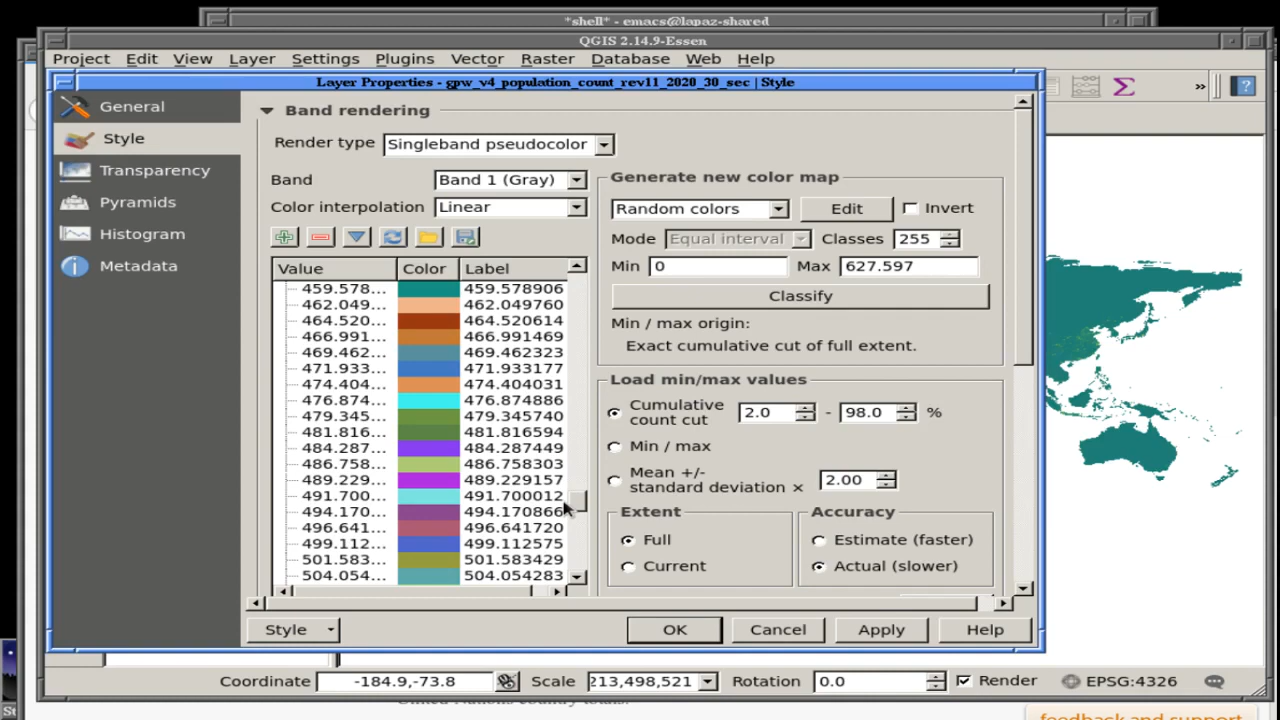 *shell* - emacs@lapaz-shared
QGIS 2.14.9-Essen
Project Edit View Layer Settings Plugins Vector Raster Database Web Help
Layer Properties - gpw_v4_population_count_rev11_2020_30_sec | Style
General
Style
Transparency
Pyramids
Histogram
Metadata
Band rendering
Render type Singleband pseudocolor
Band Band 1 (Gray)
Color interpolation Linear
Value Color Label
459.578... 459.578906
462.049... 462.049760
464.520... 464.520614
466.991... 466.991469
469.462... 469.462323
471.933... 471.933177
474.404... 474.404031
476.874... 476.874886
479.345... 479.345740
481.816... 481.816594
484.287... 484.287449
486.758... 486.758303
489.229... 489.229157
491.700... 491.700012
494.170... 494.170866
496.641... 496.641720
499.112... 499.112575
501.583... 501.583429
504.054... 504.054283
Generate new color map
Random colors Edit Invert
Mode Equal interval Classes 255
Min 0 Max 627.597
Classify
Min / max origin:
Exact cumulative cut of full extent.
Load min/max values
Cumulative
count cut 2.0 - 98.0 %
Min / max
Mean +/-
standard deviation × 2.00
Extent
Full
Current
Accuracy
Estimate (faster)
Actual (slower)
Style OK Cancel Apply Help
Coordinate -184.9,-73.8 Scale 213,498,521 Rotation 0.0 Render EPSG:4326
United Nations country totals.
feedback and support
St